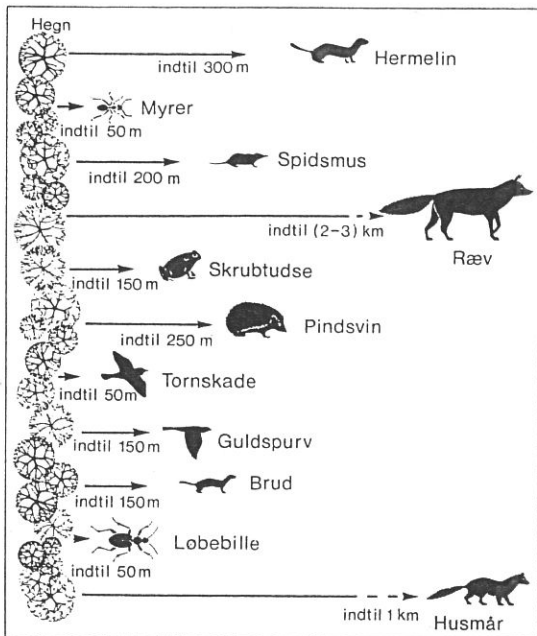 Hegn
indtil 300 m
Hermelin
Myrer
indtil 50 m
Spidsmus
indtil 200 m
indtil (2-3) km
Ræv
Skrubtudse
indtil 150 m
Pindsvin
indtil 250 m
Tornskade
indtil 50 m
Guldspurv
indtil 150 m
Brud
indtil 150 m
Løbebille
indtil 50 m
indtil 1 km
Husmår